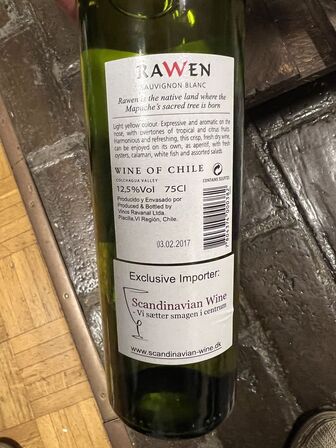 RAWEN
SAUVIGNON BLANC
Rawen is the native land where the
Mapuche's sacred tree is born
Light yellow colour. Expressive and aromatic on the
nose, with overtones of tropical and citrus fruits.
Harmonious and refreshing, this crisp, fresh dry wine,
can be enjoyed on its own, as aperitif, with fresh
oysters, calamari, white fish and assorted salads.
WINE OF CHILE
COLCHAGUA VALLEY
CONTAINS SULFITES
12,5%Vol 75Cl
Producido y Envasado por
Produced & Bottled by
Vinos Ravanal Ltda.
Placilla,VI Región, Chile.
03.02.2017
Exclusive Importer:
Scandinavian Wine
- Vi sætter smagen i centrum
www.scandinavian-wine.dk